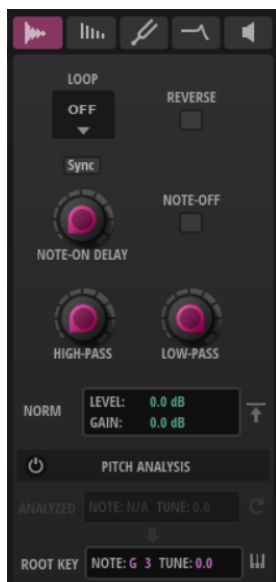 LOOP
REVERSE
OFF
Sync
NOTE-OFF
NOTE-ON DELAY
HIGH-PASS LOW-PASS
NORM
LEVEL: 0.0 dB
GAIN: 0.0 dB
PITCH ANALYSIS
ANALYZED NOTE: N/A TUNE: 0.0
ROOT KEY NOTE: G 3 TUNE: 0.0